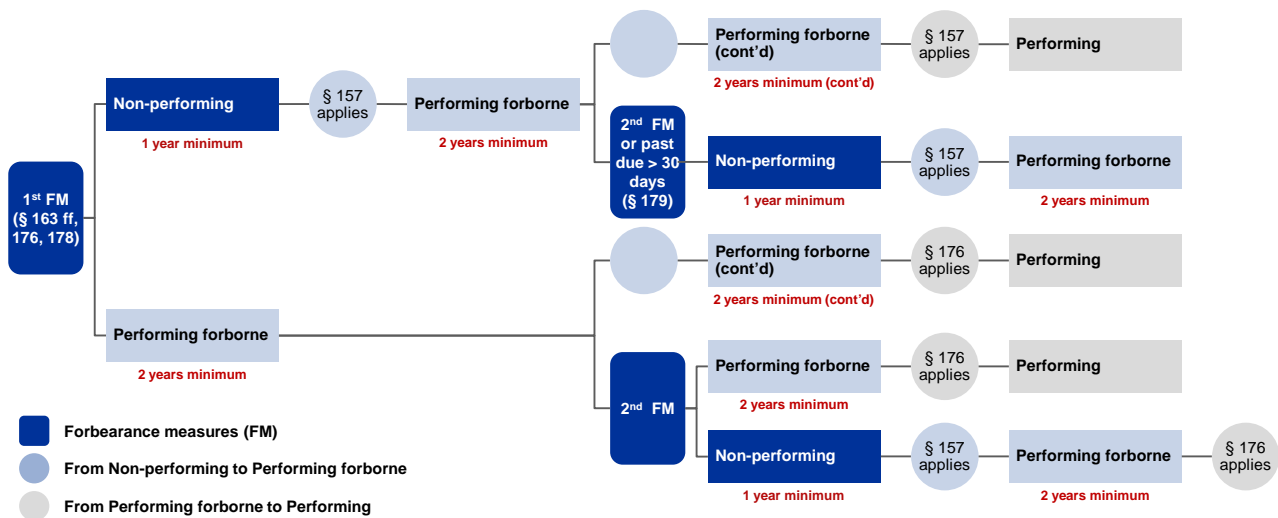 1st FM
(§ 163 ff,
176, 178)
Non-performing
1 year minimum
§ 157
applies
Performing forborne
2 years minimum
Performing forborne
(cont’d)
2 years minimum (cont’d)
§ 157
applies
Performing
2nd FM
or past
due > 30
days
(§ 179)
Non-performing
1 year minimum
§ 157
applies
Performing forborne
2 years minimum
Performing forborne
2 years minimum
Performing forborne
(cont’d)
2 years minimum (cont’d)
§ 176
applies
Performing
2nd FM
Performing forborne
2 years minimum
§ 176
applies
Performing
Non-performing
1 year minimum
§ 157
applies
Performing forborne
2 years minimum
§ 176
applies
Forbearance measures (FM)
From Non-performing to Performing forborne
From Performing forborne to Performing